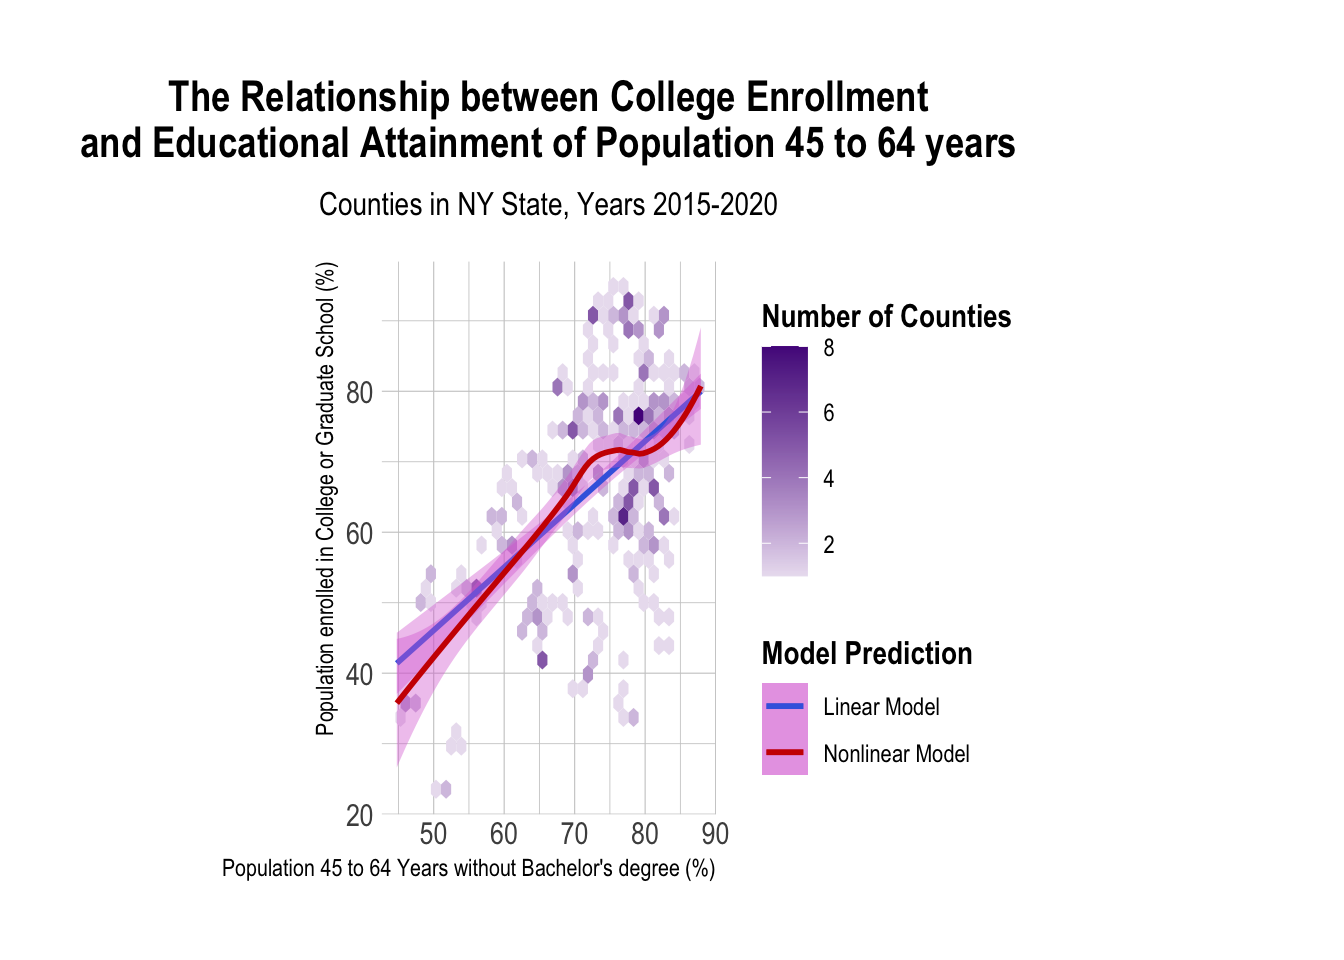 The Relationship between College Enrollment
and Educational Attainment of Population 45 to 64 years
Counties in NY State, Years 2015-2020
Population enrolled in College or Graduate School (%)
80
60
40
20
50 60 70 80 90
Population 45 to 64 Years without Bachelor's degree (%)
Number of Counties
8
6
4
2
Model Prediction
Linear Model
Nonlinear Model